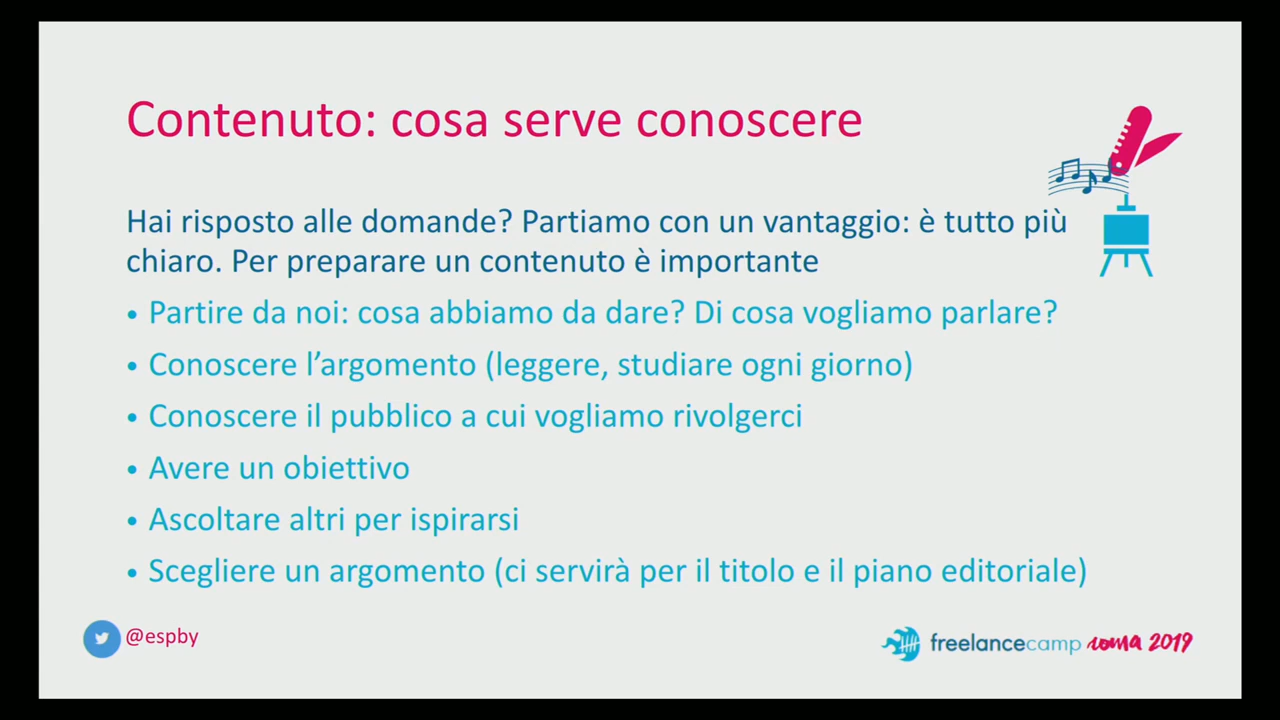 Contenuto: cosa serve conoscere
Hai risposto alle domande? Partiamo con un vantaggio: è tutto più
chiaro. Per preparare un contenuto è importante
• Partire da noi: cosa abbiamo da dare? Di cosa vogliamo parlare?
• Conoscere l’argomento (leggere, studiare ogni giorno)
• Conoscere il pubblico a cui vogliamo rivolgerci
• Avere un obiettivo
• Ascoltare altri per ispirarsi
• Scegliere un argomento (ci servirà per il titolo e il piano editoriale)
@espby
freelancecamp roma 2019